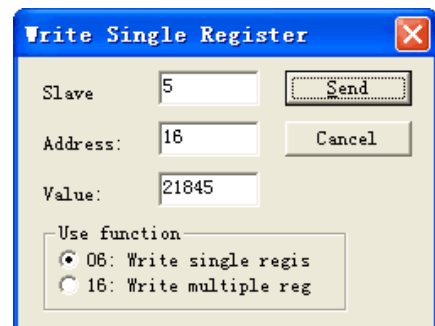 Write Single Register
Slave 5 Send
Address: 16 Cancel
Value: 21845
Use function
06: Write single regis
16: Write multiple reg